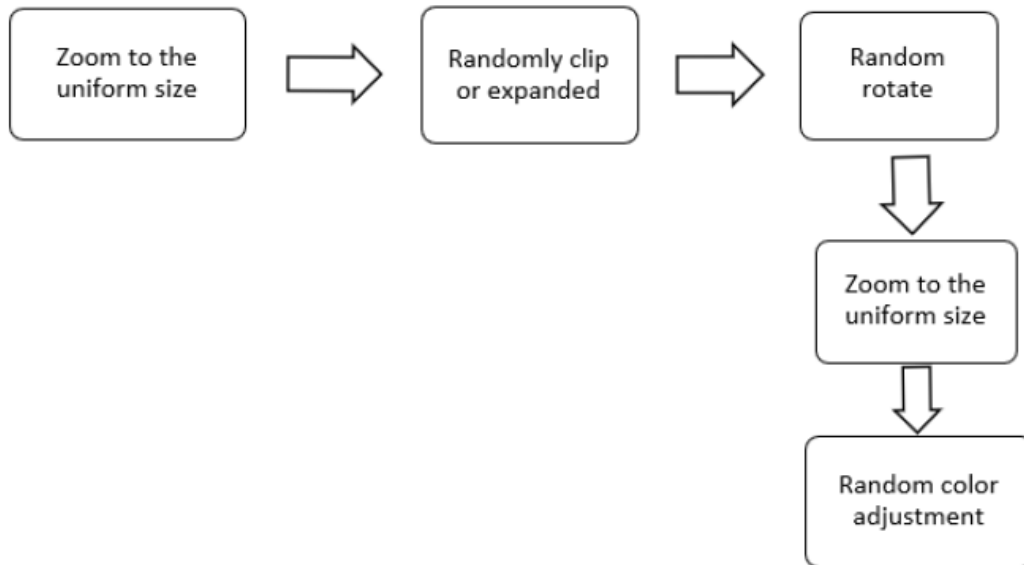 Zoom to the
uniform size
Randomly clip
or expanded
Random
rotate
Zoom to the
uniform size
Random color
adjustment